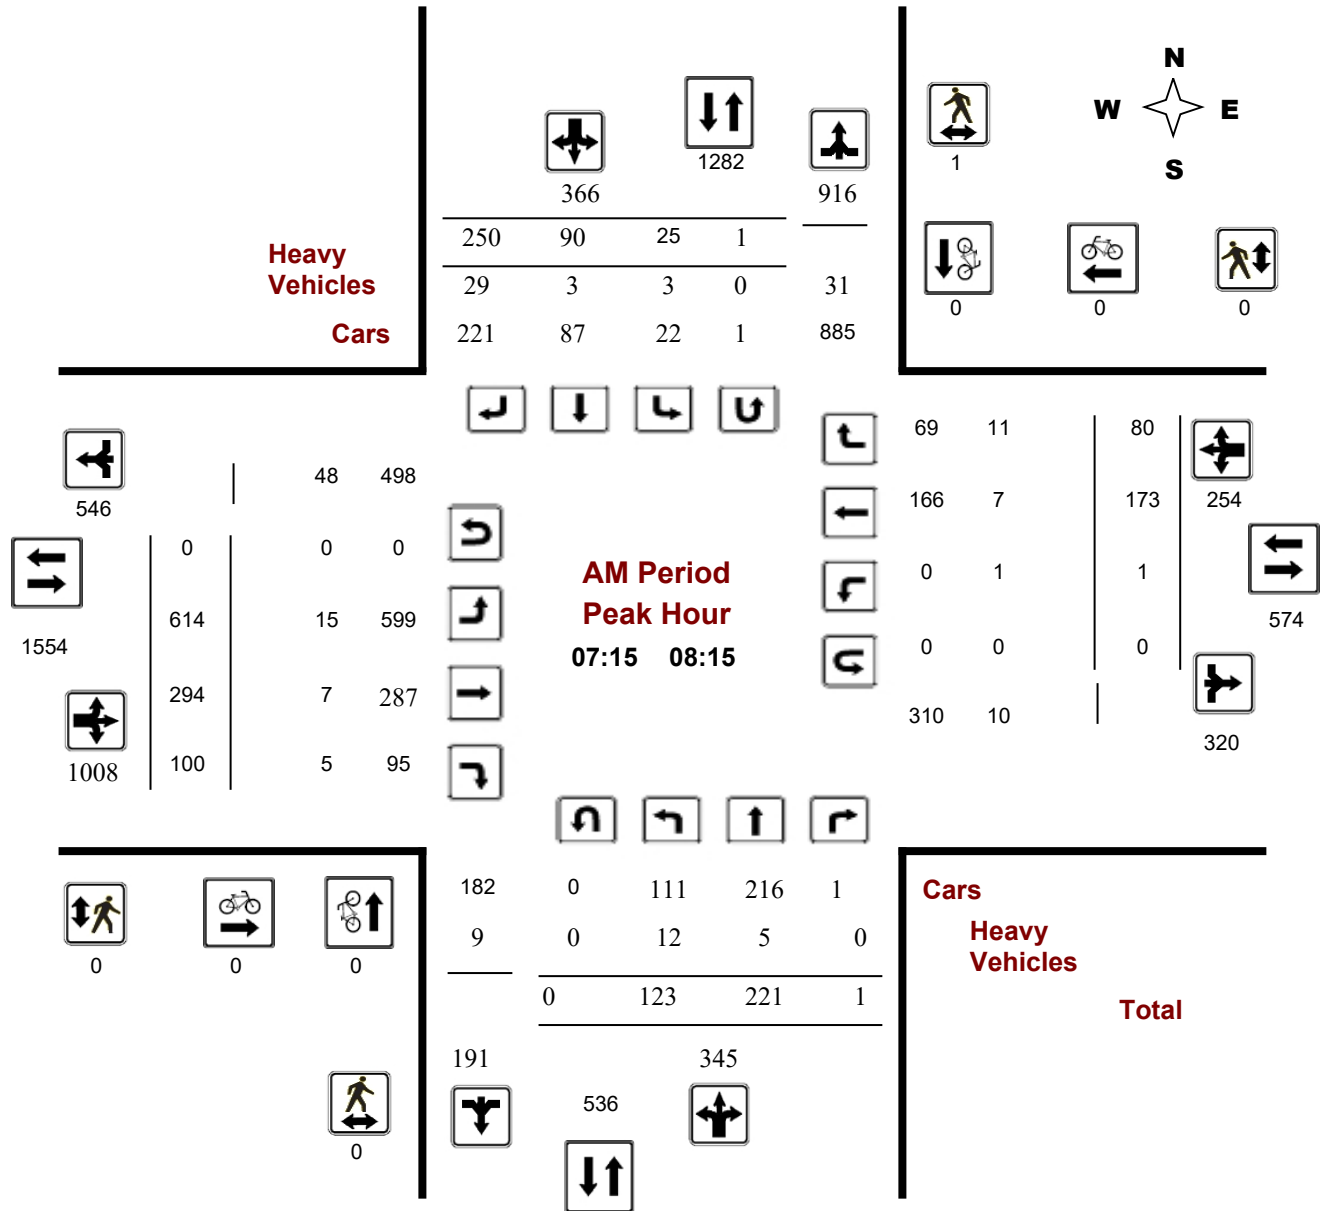 N
W E
S
1282
1
366 916
250 90 25 1
Heavy
Vehicles
29 3 3 0 31
0 0 0
Cars 221 87 22 1 885
69 11 80
48 498
546
166 7 173 254
0 0 0
AM Period
0 1 1
Peak Hour
614 15 599
574
1554
07:15 08:15
0 0 0
294 7 287
310 10
320
1008 100 5 95
182 0 111 216 1 Cars
9 0 12 5 0 Heavy
Vehicles
0 0 0
0 123 221 1
Total
191 345
536
0